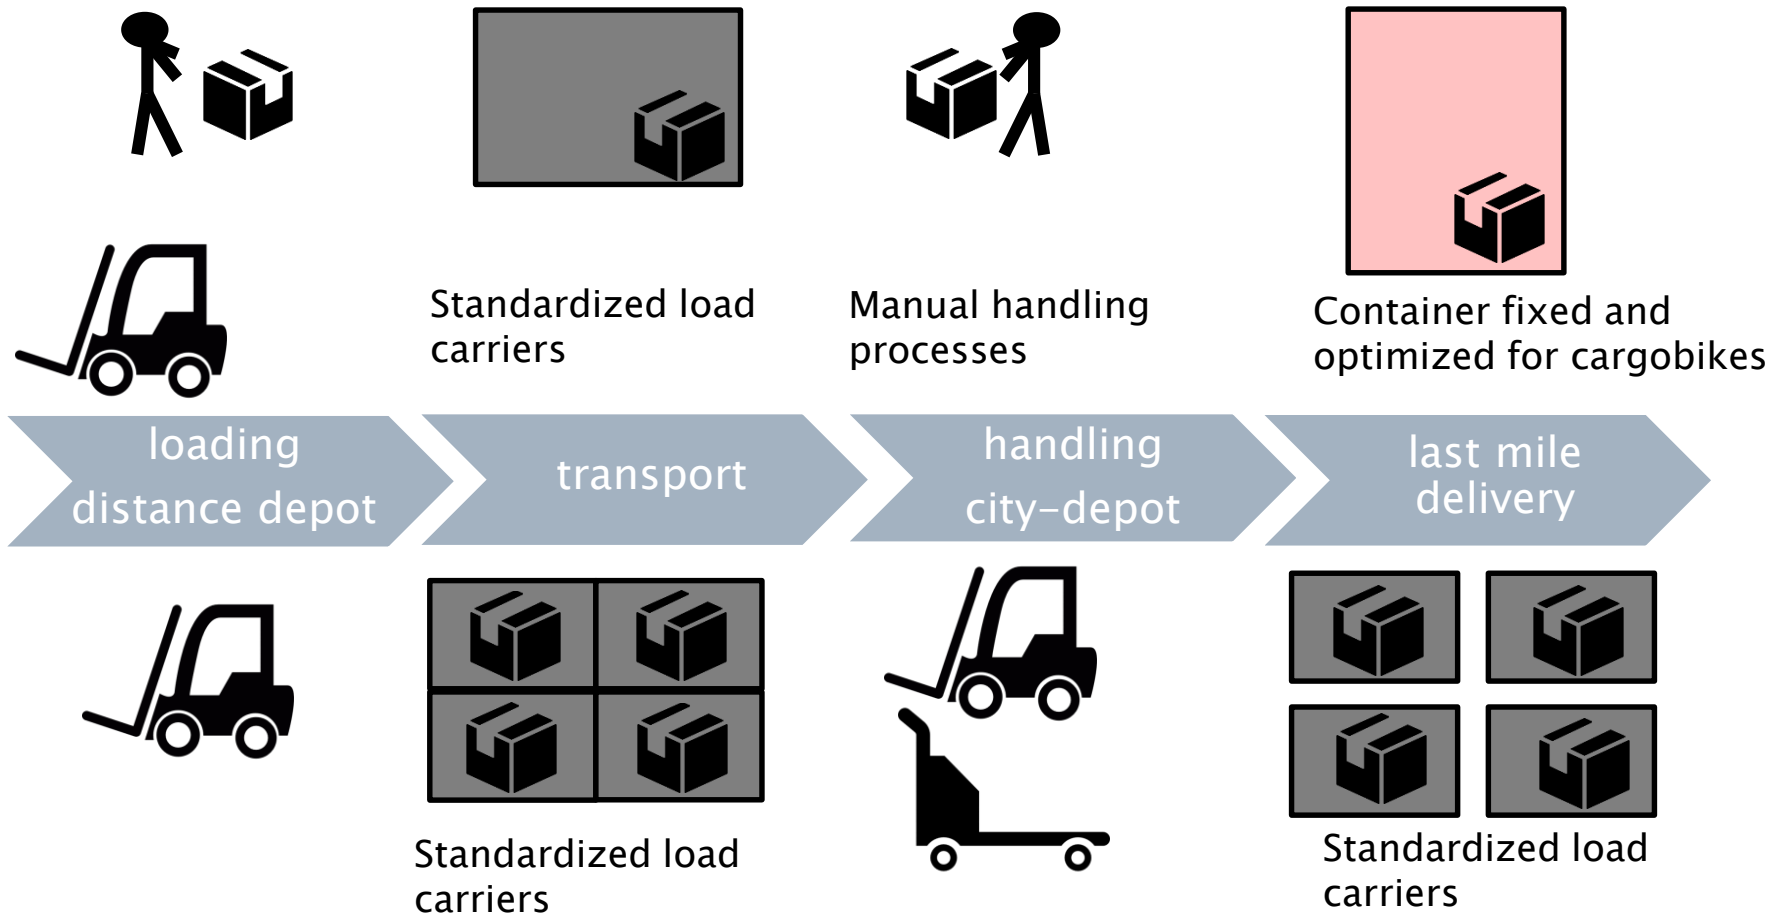 Standardized load
carriers
Manual handling
processes
Container fixed and
optimized for cargobikes
loading
distance depot
transport
handling
city-depot
last mile
delivery
Standardized load
carriers
Standardized load
carriers